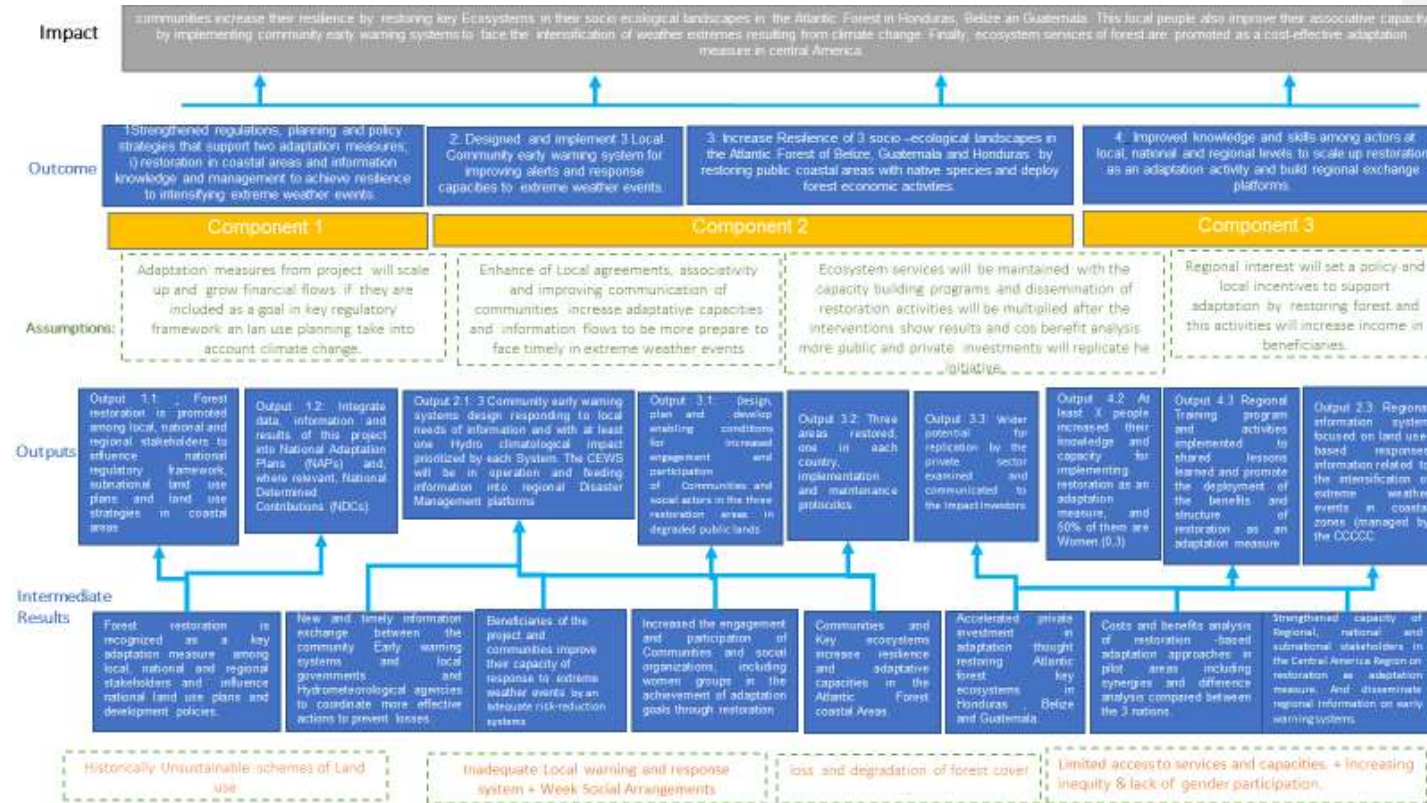 Impact
communities increase their resilience by restoring key Ecosystems in their socio ecological landscapes in the Atlantic Forest in Honduras, Belize an Guatemala. This local people also improve their associative capacity
by implementing community early warning systems to face the intensification of weather extremes resulting from climate change. Finally, ecosystem services of forest are promoted as a cost-effective adaptation
measure in central America.
Outcome
1Strengthened regulations, planning and policy
strategies that support two adaptation measures;
i) restoration in coastal areas and information
knowledge and management to achieve resilience
to intensifying extreme weather events.
2: Designed and implement 3 Local
Community early warning system for
improving alerts and response
capacities to extreme weather events.
3: Increase Resilience of 3 socio –ecological landscapes in
the Atlantic Forest of Belize, Guatemala and Honduras by
restoring public coastal areas with native species and deploy
forest economic activities.
4. Improved knowledge and skills among actors at
local, national and regional levels to scale up restoration
as an adaptation activity and build regional exchange
platforms.
Component 1
Component 2
Component 3
Assumptions:
Adaptation measures from project will scale
up and grow financial flows if they are
included as a goal in key regulatory
framework an lan use planning take into
account climate change.
Enhance of Local agreements, associativity
and improving communication of
communities increase adaptative capacities
and information flows to be more prepare to
face timely in extreme weather events
Ecosystem services will be maintained with the
capacity building programs and dissemination of
restoration activities will be multiplied after the
interventions show results and cos benefit analysis
more public and private investments will replicate he
initiative.
Regional interest will set a policy and
local incentives to support
adaptation by restoring forest and
this activities will increase income in
beneficiaries.
Outputs
Output 1.1: , Forest
restoration is promoted
among local, national and
regional stakeholders to
influence national
regulatory framework,
subnational land use
plans and land use
strategies in coastal
areas
Output 1.2: Integrate
data, information and
results of this project
into National Adaptation
Plans (NAPs) and,
where relevant, National
Determined
Contributions (NDCs).
Output 2.1: 3 Community early warning
systems design responding to local
needs of information and with at least
one Hydro climatological impact
prioritized by each System. The CEWS
will be in operation and feeding
information into regional Disaster
Management platforms
Output 3.1: Design,
plan and develop
enabling conditions
for increased
engagement and
participation
of Communities and
social actors in the three
restoration areas in
degraded public lands
Output 3.2: Three
areas restored,
one in each
country,
implementation
and maintenance
protocolos
Output 3.3: Wider
potential for
replication by the
private sector
examined and
communicated to
the Impact Investors
Output 4.2: At
least X people
increased their
knowledge and
capacity for
implementing
restoration as an
adaptation
measure, and
50% of them are
Women.(0,3)
Output 4.3 Regional
Training program
and activities
implemented to
shared lessons
learned and promote
the deployment of
the benefits and
structure of
restoration as an
adaptation measure
Output 2.3: Regional
information system
focused on land use-
based responses
information related to
the intensification of
extreme weather
events in coastal
zones (managed by
the CCCCC
Intermediate
Results
Forest restoration is
recognized as a key
adaptation measure among
local, national and regional
stakeholders and influence
national land use plans and
development policies.
New and timely information
exchange between the
community Early warning
systems and local
governments and
Hydrometeorological agencies
to coordinate more effective
actions to prevent losses.
Beneficiaries of the
project and
communities improve
their capacity of
response to extreme
weather events by an
adequate risk-reduction
systems
Increased the engagement
and participation of
Communities and social
organizations, including
women groups in the
achievement of adaptation
goals through restoration
Communities and
Key ecosystems
increase resilience
and adaptative
capacities in the
Atlantic Forest
coastal Areas.
Accelerated private
investment in
adaptation thought
restoring Atlantic
forest key
ecosystems in
Honduras , Belize
and Guatemala.
Costs and benefits analysis
of restoration -based
adaptation approaches in
pilot areas including
synergies and difference
analysis compared between
the 3 nations.
Strengthened capacity of
Regional, national and
subnational stakeholders in
the Central America Region on
restoration as adaptation
measure. And disseminate
regional information on early
warning systems.
Historically Unsustainable schemes of Land
use
Inadequate Local warning and response
system + Week Social Arrangements
loss and degradation of forest cover
Limited access to services and capacities. + Increasing
inequity & lack of gender participation.